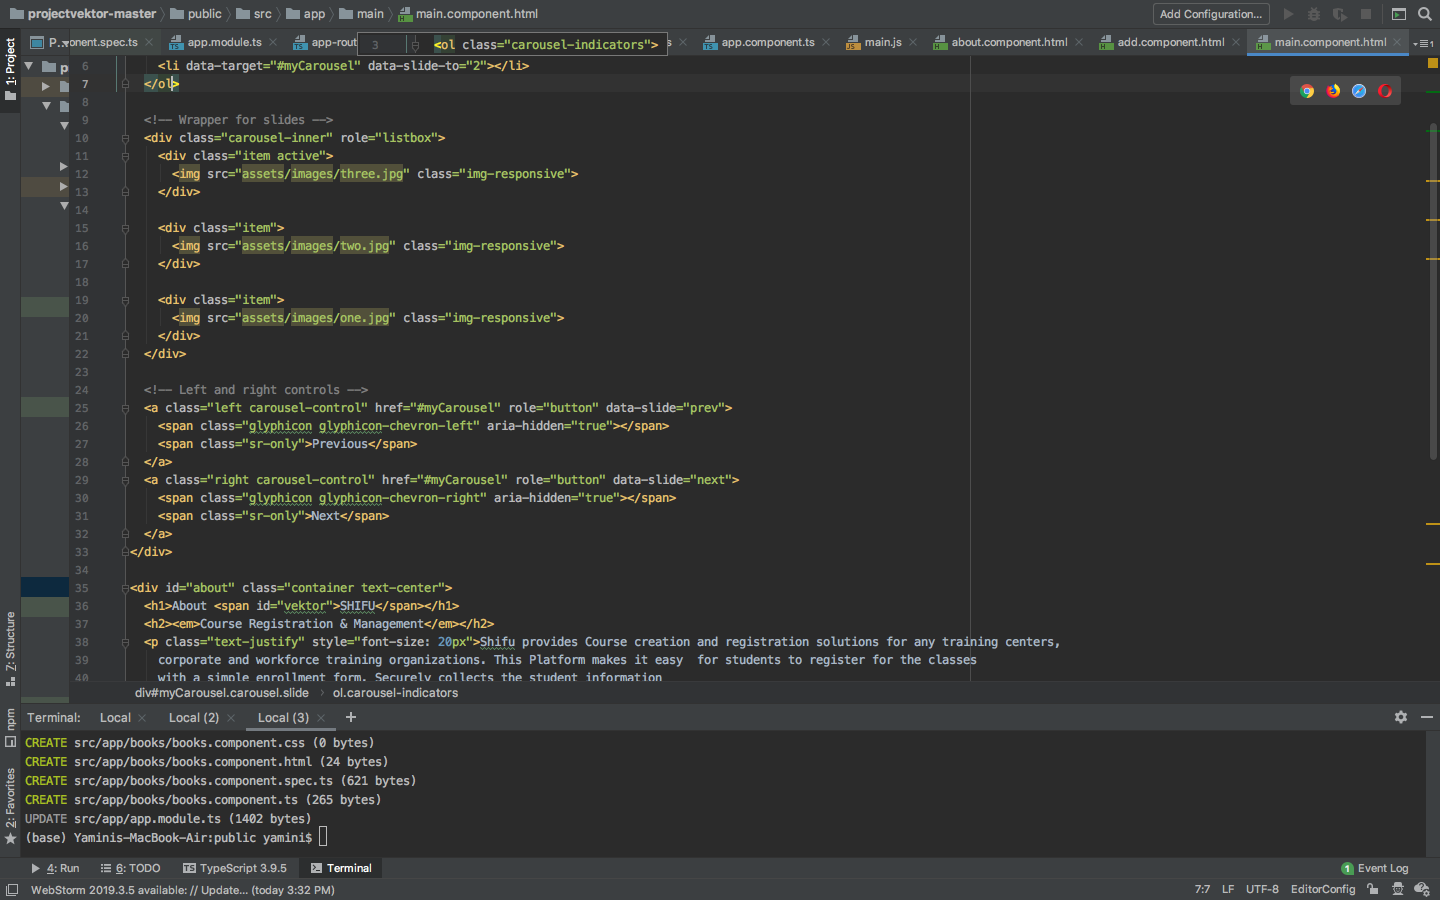 projectvektor-master
public
src
app
main
main.component.html
Add Configuration...
1: Project
P...
onent.spec.ts
app.module.ts
app-rout
3 <ol class="carousel-indicators">
s
app.component.ts
main.js
about.component.html
add.component.html
main.component.html
1
p
6 <li data-target="#myCarousel" data-slide-to="2"></li>
7 </ol>
8
9 <!-- Wrapper for slides -->
10 <div class="carousel-inner" role="listbox">
11 <div class="item active">
12 <img src="assets/images/three.jpg" class="img-responsive">
13 </div>
14
15 <div class="item">
16 <img src="assets/images/two.jpg" class="img-responsive">
17 </div>
18
19 <div class="item">
20 <img src="assets/images/one.jpg" class="img-responsive">
21 </div>
22 </div>
23
24 <!-- Left and right controls -->
25 <a class="left carousel-control" href="#myCarousel" role="button" data-slide="prev">
26 <span class="glyphicon glyphicon-chevron-left" aria-hidden="true"></span>
27 <span class="sr-only">Previous</span>
28 </a>
29 <a class="right carousel-control" href="#myCarousel" role="button" data-slide="next">
30 <span class="glyphicon glyphicon-chevron-right" aria-hidden="true"></span>
31 <span class="sr-only">Next</span>
32 </a>
33 </div>
34
35 <div id="about" class="container text-center">
36 <h1>About <span id="vektor">SHIFU</span></h1>
37 <h2><em>Course Registration & Management</em></h2>
38 <p class="text-justify" style="font-size: 20px">Shifu provides Course creation and registration solutions for any training centers,
39 corporate and workforce training organizations. This Platform makes it easy  for students to register for the classes
40 with a simple enrollment form. Securely collects the student information
7: Structure
npm
2: Favorites
div#myCarousel.carousel.slide
ol.carousel-indicators
Terminal:
Local
Local (2)
Local (3)
CREATE src/app/books/books.component.css (0 bytes)
CREATE src/app/books/books.component.html (24 bytes)
CREATE src/app/books/books.component.spec.ts (621 bytes)
CREATE src/app/books/books.component.ts (265 bytes)
UPDATE src/app/app.module.ts (1402 bytes)
(base) Yaminis-MacBook-Air:public yamini$
4: Run
6: TODO
TypeScript 3.9.5
Terminal
1 Event Log
WebStorm 2019.3.5 available: // Update... (today 3:32 PM)
7:7
LF
UTF-8
EditorConfig